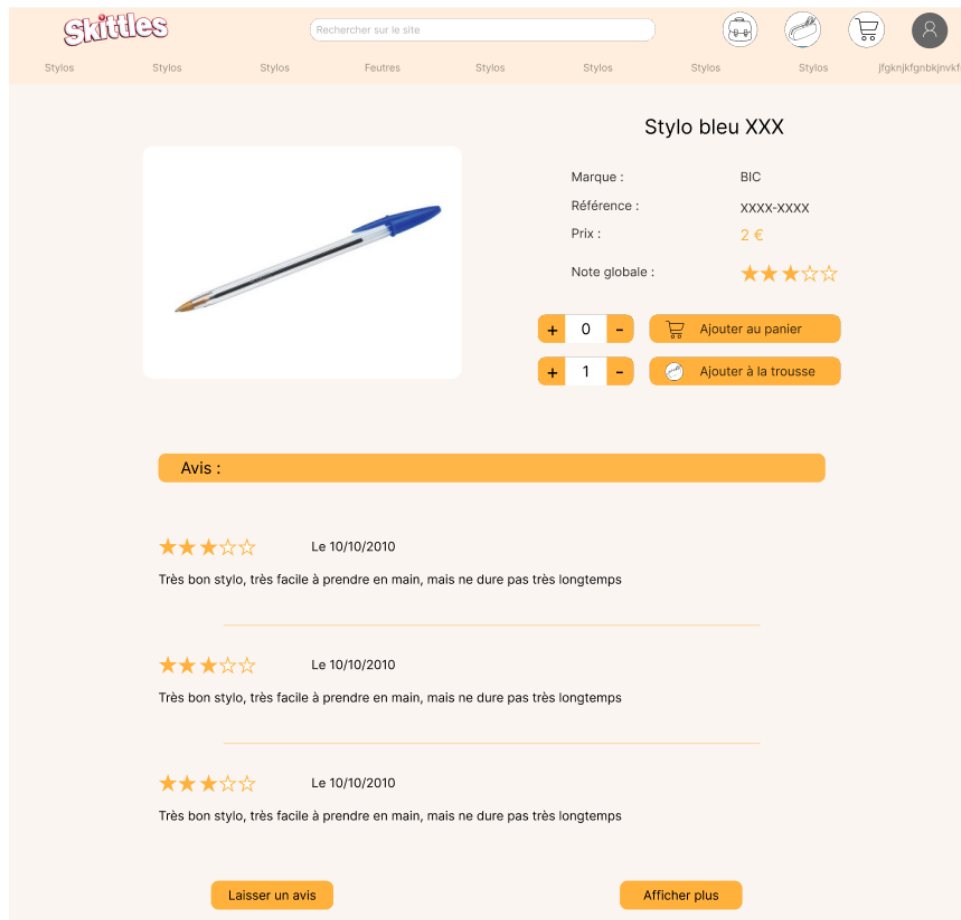 Skittles
Rechercher sur le site
Stylos Stylos Stylos Feutres Stylos Stylos Stylos Stylos jfgknjkfgnbkjnvkf
Stylo bleu XXX
Marque : BIC
Référence : XXXX-XXXX
Prix : 2 €
Note globale : ★★★☆☆
+ 0 - Ajouter au panier
+ 1 - Ajouter à la trousse
Avis :
★★★☆☆ Le 10/10/2010
Très bon stylo, très facile à prendre en main, mais ne dure pas très longtemps
★★★☆☆ Le 10/10/2010
Très bon stylo, très facile à prendre en main, mais ne dure pas très longtemps
★★★☆☆ Le 10/10/2010
Très bon stylo, très facile à prendre en main, mais ne dure pas très longtemps
Laisser un avis Afficher plus